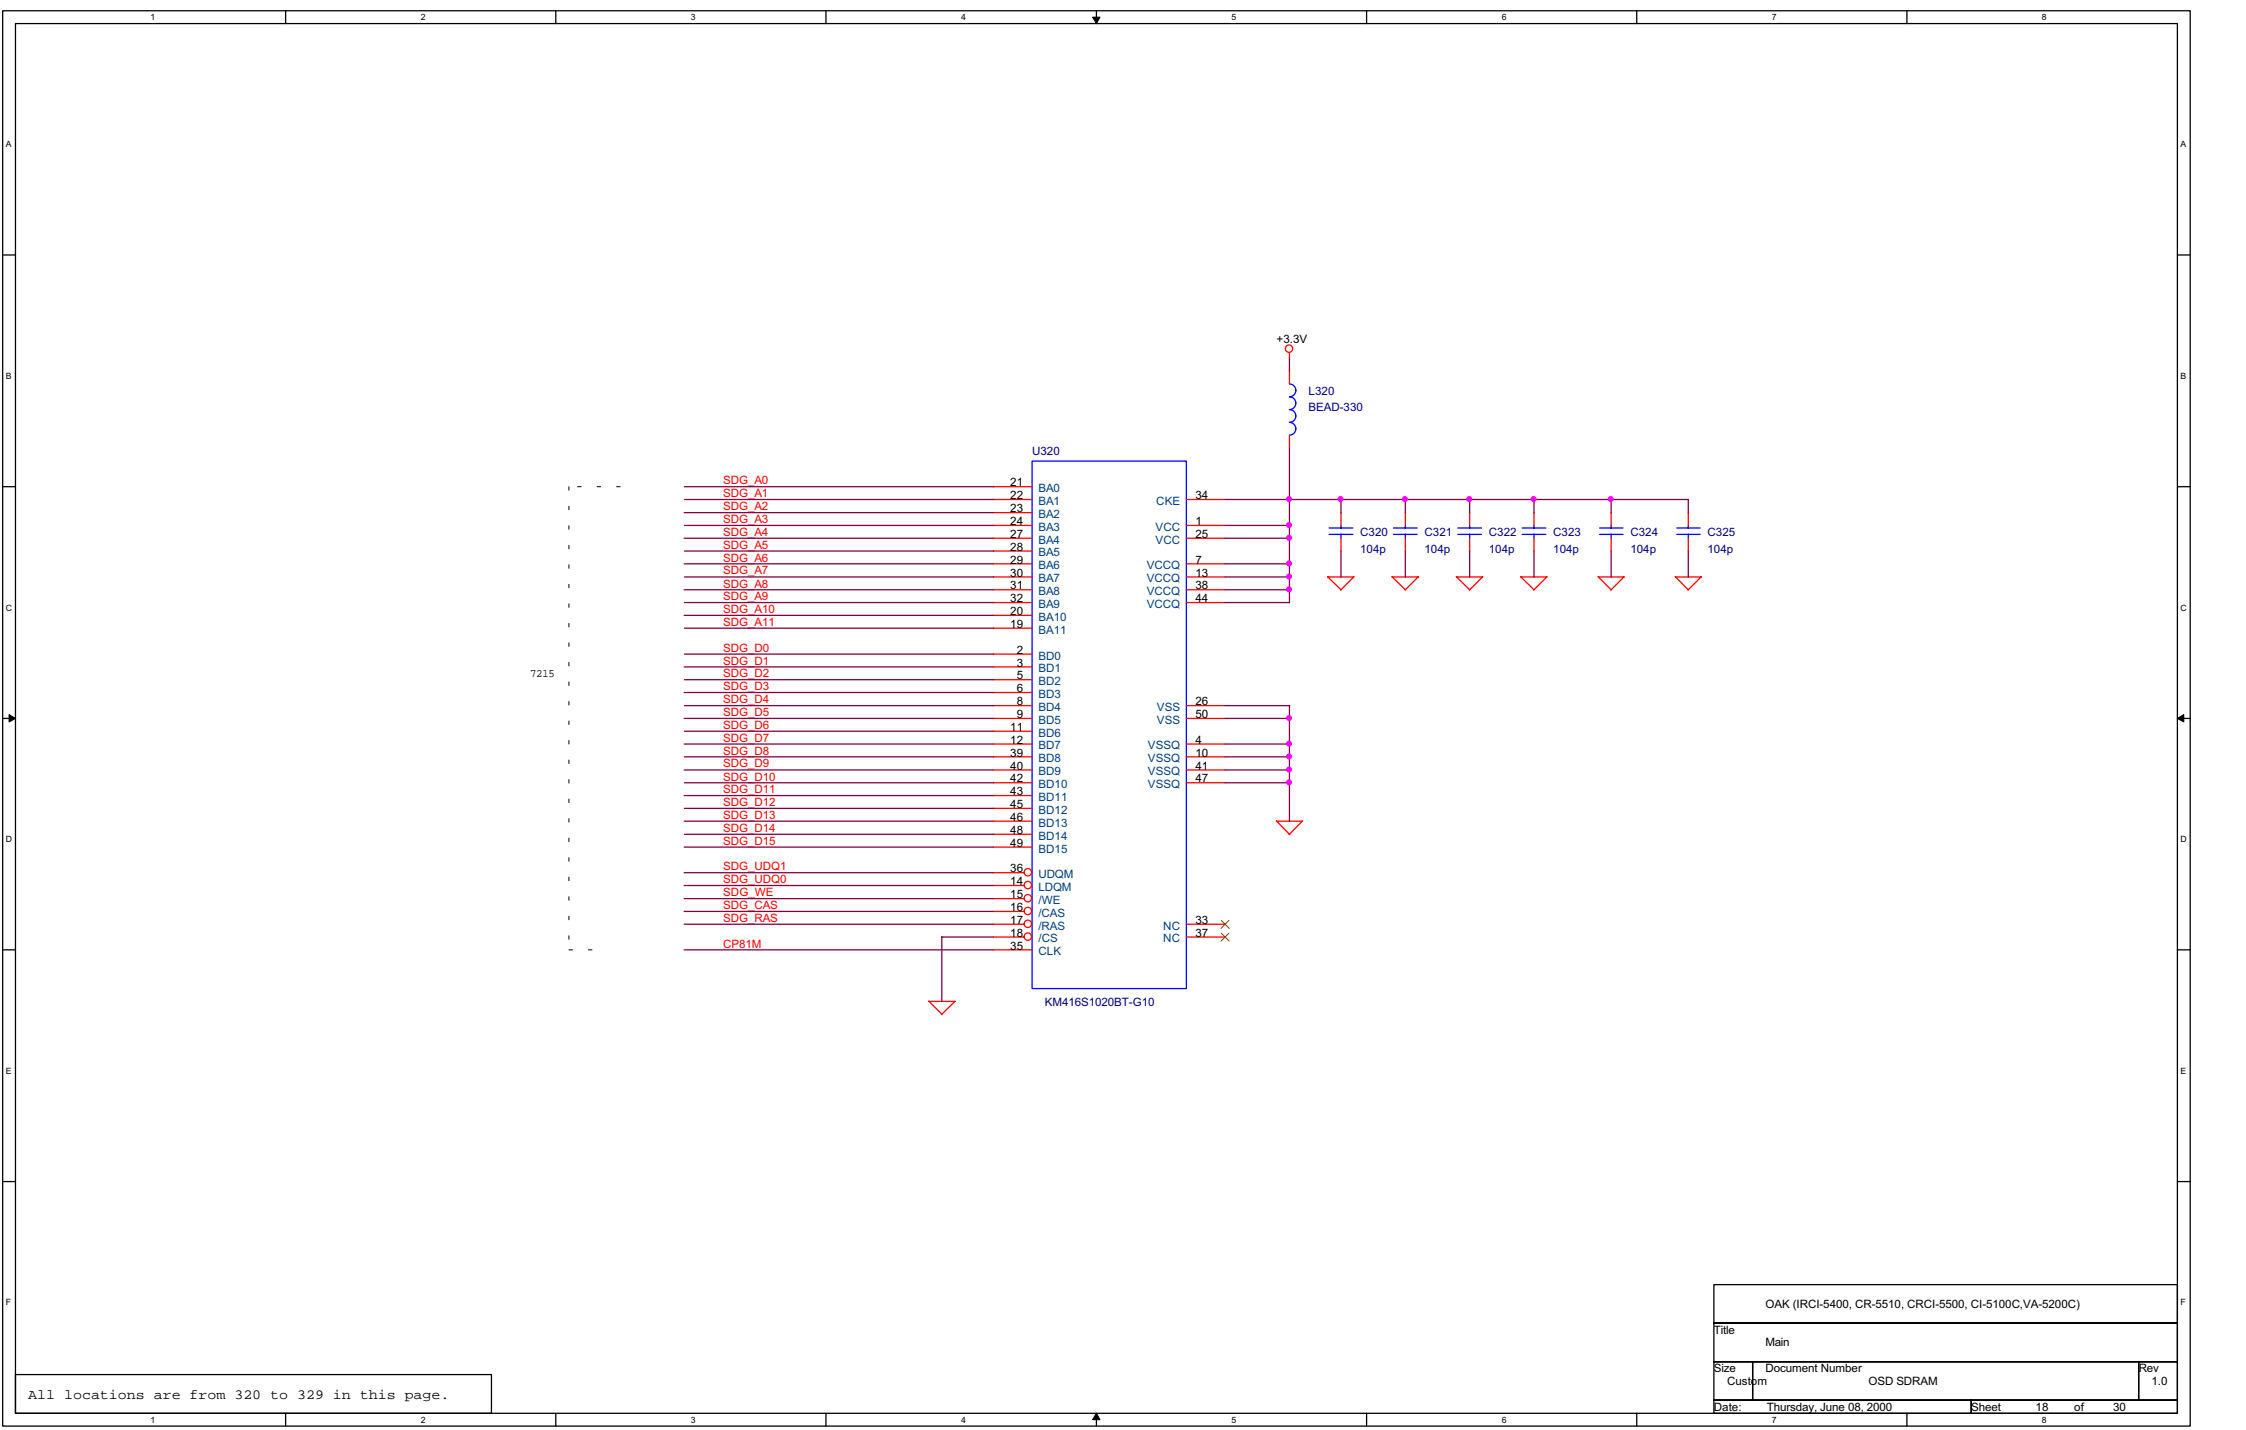 1 2 3 4 5 6 7 8
A A
B B
C C
D D
E E
F F
+3.3V
L320
BEAD-330
U320
SDG_A0 21 BA0
SDG_A1 22 BA1
SDG_A2 23 BA2
SDG_A3 24 BA3
SDG_A4 27 BA4
SDG_A5 28 BA5
SDG_A6 29 BA6
SDG_A7 30 BA7
SDG_A8 31 BA8
SDG_A9 32 BA9
SDG_A10 20 BA10
SDG_A11 19 BA11
SDG_D0 2 BD0
SDG_D1 3 BD1
SDG_D2 5 BD2
SDG_D3 6 BD3
SDG_D4 8 BD4
SDG_D5 9 BD5
SDG_D6 11 BD6
SDG_D7 12 BD7
SDG_D8 39 BD8
SDG_D9 40 BD9
SDG_D10 42 BD10
SDG_D11 43 BD11
SDG_D12 45 BD12
SDG_D13 46 BD13
SDG_D14 48 BD14
SDG_D15 49 BD15
SDG_UDQ1 36 UDQM
SDG_UDQ0 14 LDQM
SDG_WE 15 /WE
SDG_CAS 16 /CAS
SDG_RAS 17 /RAS
18 /CS
CP81M 35 CLK
7215
CKE 34
VCC 1
VCC 25
VCCQ 7
VCCQ 13
VCCQ 38
VCCQ 44
VSS 26
VSS 50
VSSQ 4
VSSQ 10
VSSQ 41
VSSQ 47
NC 33
NC 37
KM416S1020BT-G10
C320 C321 C322 C323 C324 C325
104p 104p 104p 104p 104p 104p
OAK (IRCI-5400, CR-5510, CRCI-5500, CI-5100C,VA-5200C)
Title
Main
Size Document Number Rev
Custom OSD SDRAM 1.0
Date: Thursday, June 08, 2000 Sheet 18 of 30
All locations are from 320 to 329 in this page.
1 2 3 4 5 6 7 8